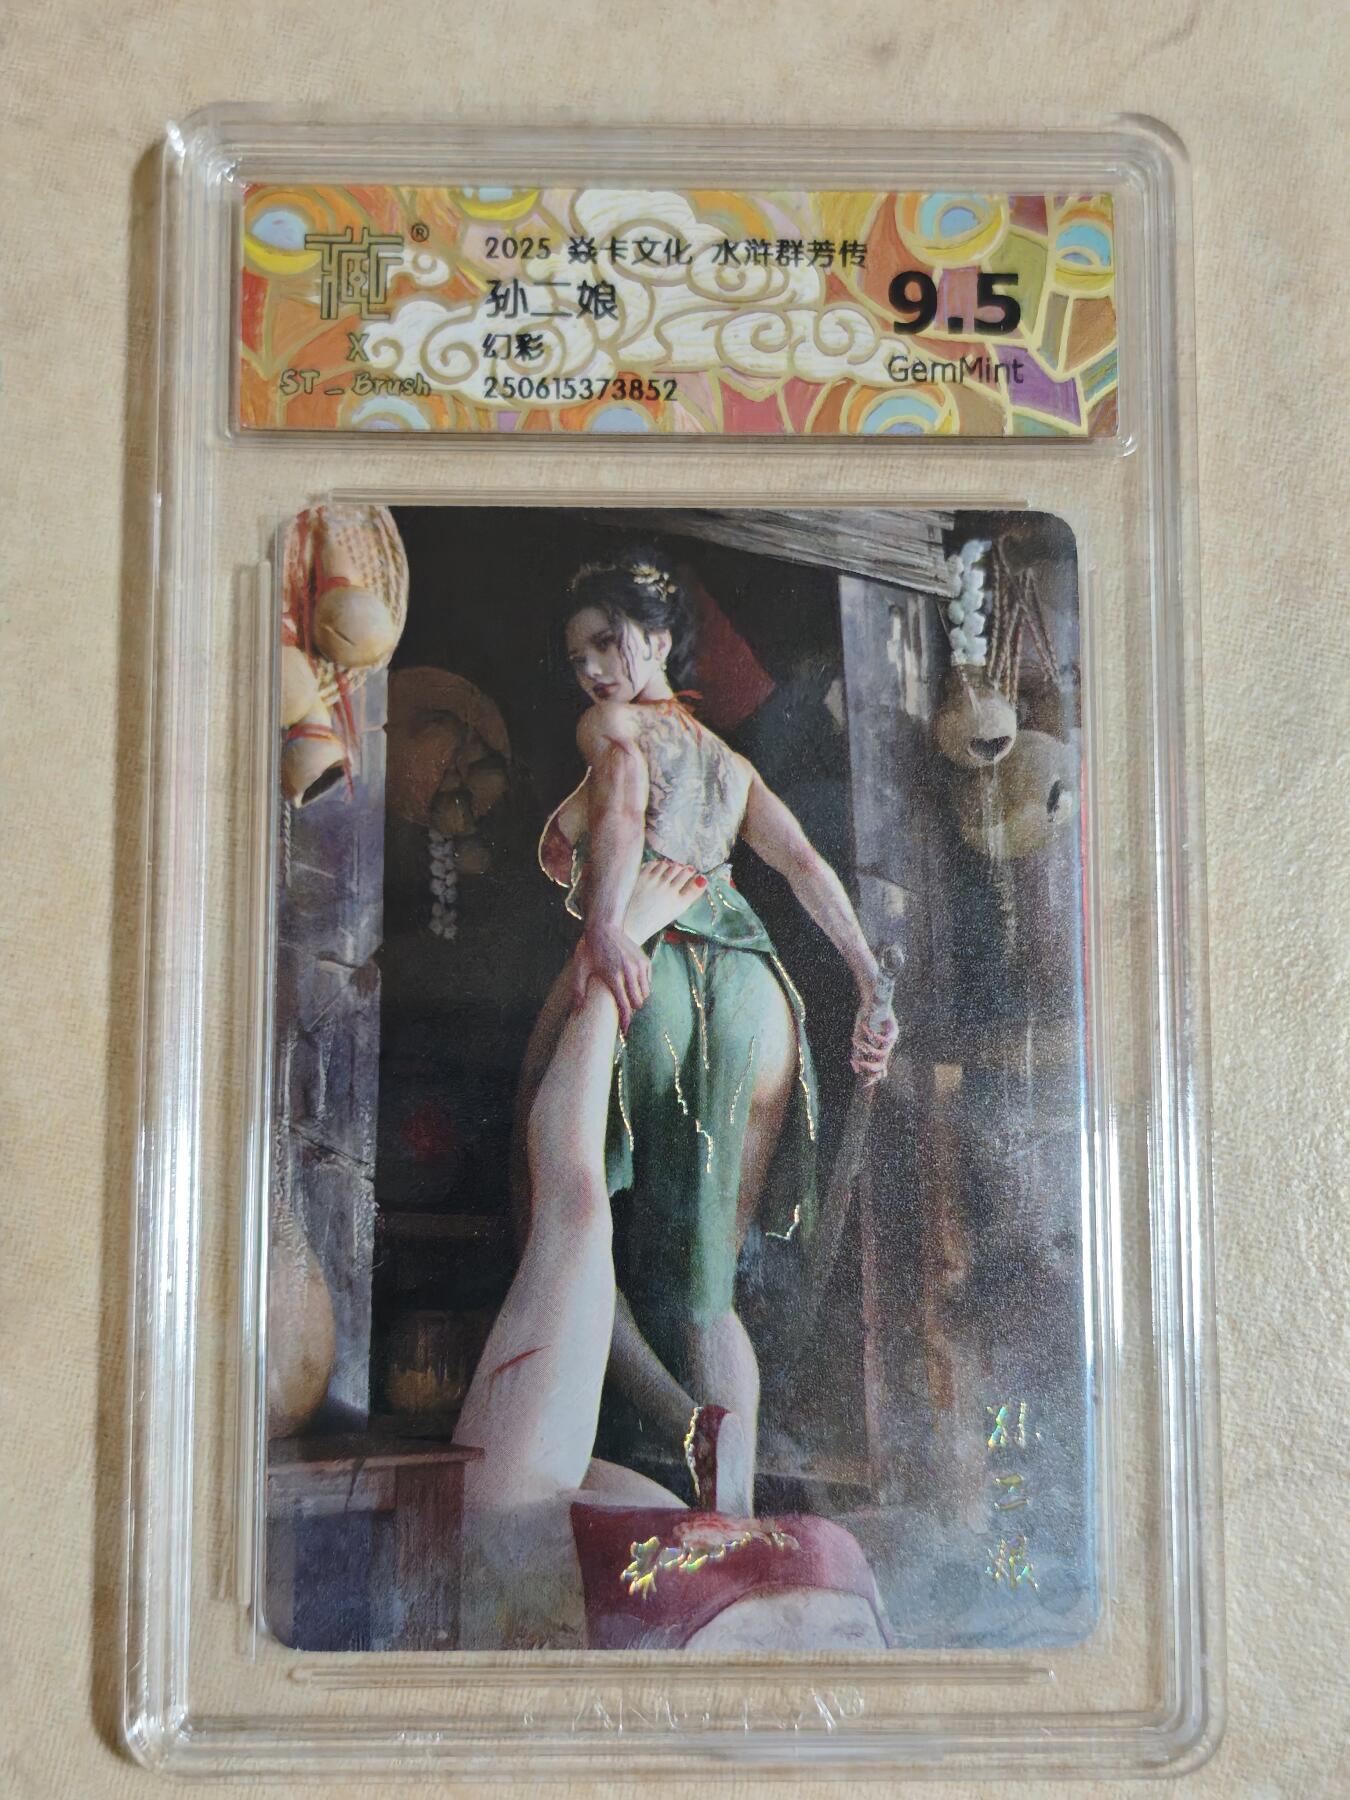 藏®
X
ST_Brush
2025 焱卡文化 水浒群芳传
孙二娘
幻彩
250615373852
9.5
GemMint
孙二娘